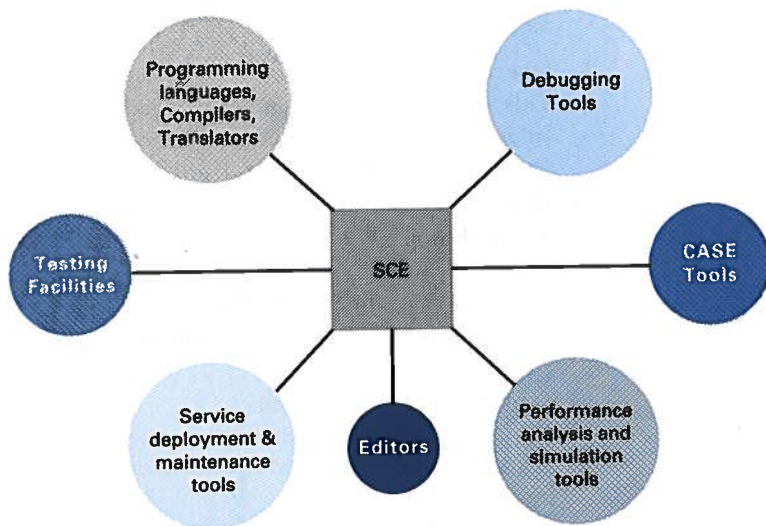 Programming
languages,
Compilers,
Translators
Debugging
Tools
Testing
Facilities
SCE
CASE
Tools
Service
deployment &
maintenance
tools
Editors
Performance
analysis and
simulation
tools